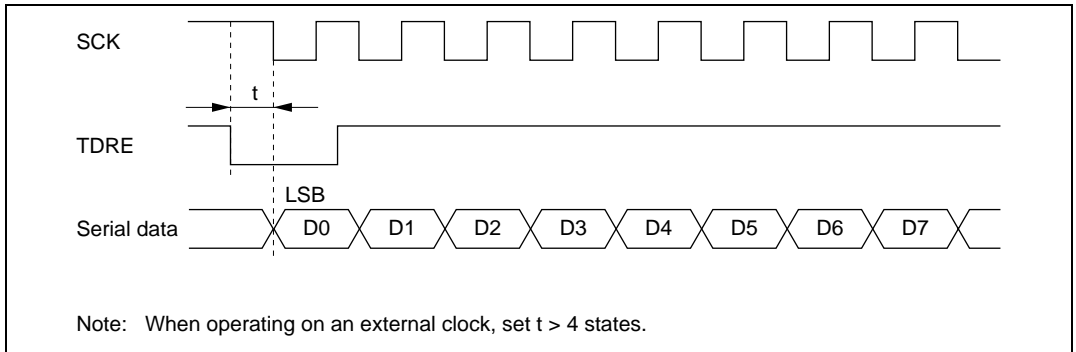 SCK
t
TDRE
LSB
Serial data D0 D1 D2 D3 D4 D5 D6 D7
Note: When operating on an external clock, set t > 4 states.